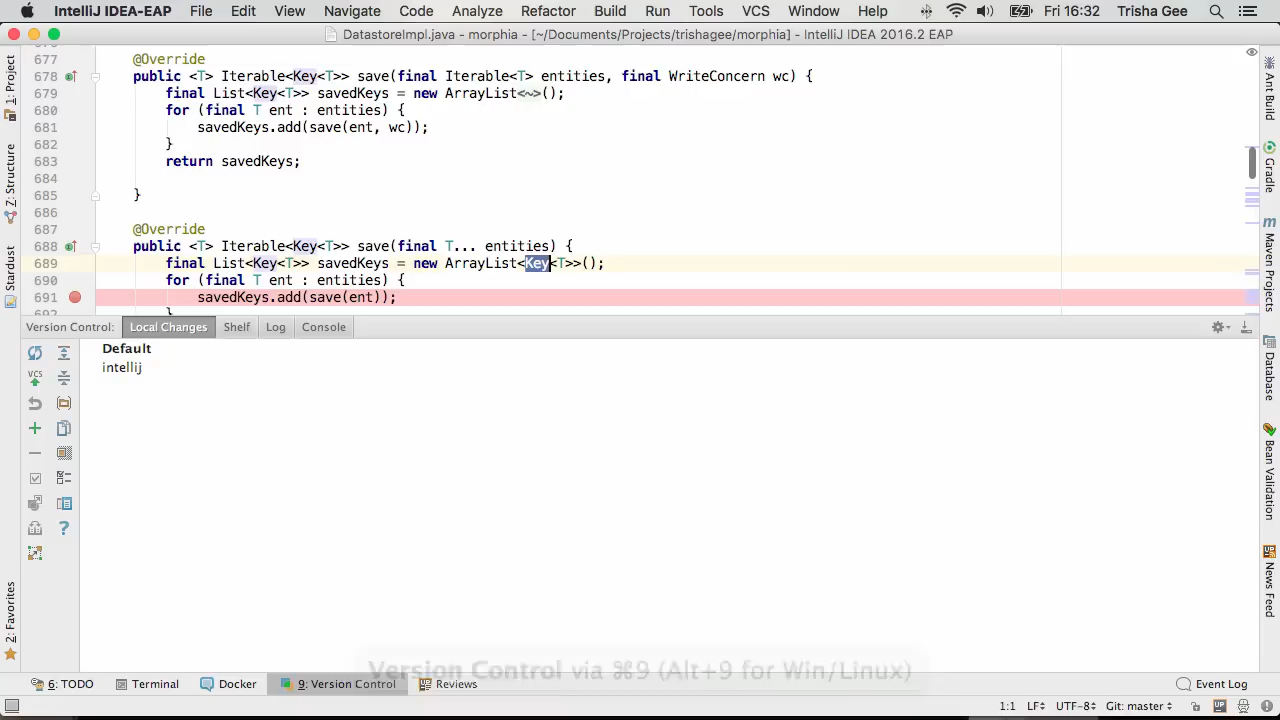 IntelliJ IDEA-EAP File Edit View Navigate Code Analyze Refactor Build Run Tools VCS Window Help Fri 16:32 Trisha Gee
DatastoreImpl.java - morphia - [~/Documents/Projects/trishagee/morphia] - IntelliJ IDEA 2016.2 EAP
677 @Override
678 public <T> Iterable<Key<T>> save(final Iterable<T> entities, final WriteConcern wc) {
679 final List<Key<T>> savedKeys = new ArrayList<~>();
680 for (final T ent : entities) {
681 savedKeys.add(save(ent, wc));
682 }
683 return savedKeys;
684
685 }
686
687 @Override
688 public <T> Iterable<Key<T>> save(final T... entities) {
689 final List<Key<T>> savedKeys = new ArrayList<Key<T>>();
690 for (final T ent : entities) {
691 savedKeys.add(save(ent));
692 }
1: Project
Z: Structure
Stardust
2: Favorites
Ant Build
Gradle
m Maven Projects
Database
Bean Validation
UP News Feed
Version Control: Local Changes Shelf Log Console
Default
intellij
VCS
?
Version Control via ⌘9 (Alt+9 for Win/Linux)
6: TODO Terminal Docker 9: Version Control UP Reviews Event Log
1:1 LF÷ UTF-8÷ Git: master÷ UP